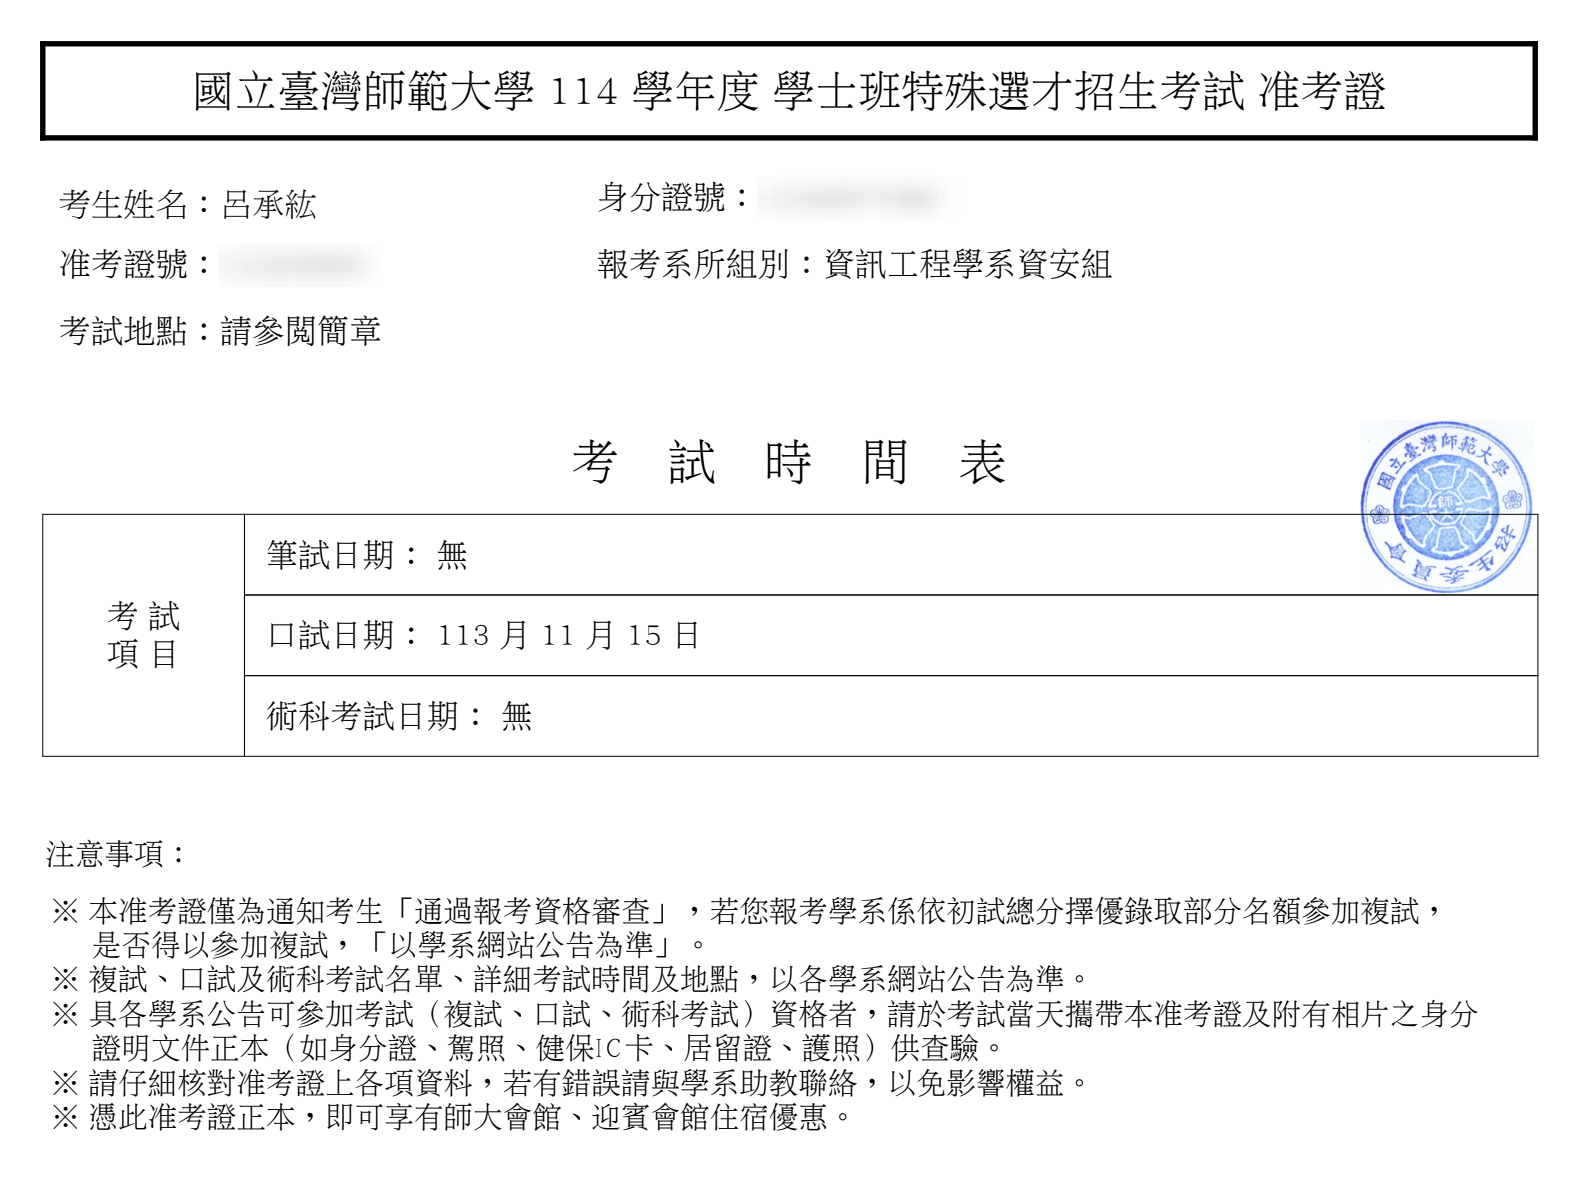 國立臺灣師範大學 114 學年度 學士班特殊選才招生考試 准考證
考生姓名：呂承紘
身分證號：
准考證號：
報考系所組別：資訊工程學系資安組
考試地點：請參閱簡章
考 試 時 間 表
國立臺灣師範大學
招生委員會
師大
考試
項目
筆試日期： 無
口試日期： 113 月 11 月 15 日
術科考試日期： 無
注意事項：
※ 本准考證僅為通知考生「通過報考資格審查」，若您報考學系係依初試總分擇優錄取部分名額參加複試，
是否得以參加複試，「以學系網站公告為準」。
※ 複試、口試及術科考試名單、詳細考試時間及地點，以各學系網站公告為準。
※ 具各學系公告可參加考試（複試、口試、術科考試）資格者，請於考試當天攜帶本准考證及附有相片之身分
證明文件正本（如身分證、駕照、健保IC卡、居留證、護照）供查驗。
※ 請仔細核對准考證上各項資料，若有錯誤請與學系助教聯絡，以免影響權益。
※ 憑此准考證正本，即可享有師大會館、迎賓會館住宿優惠。